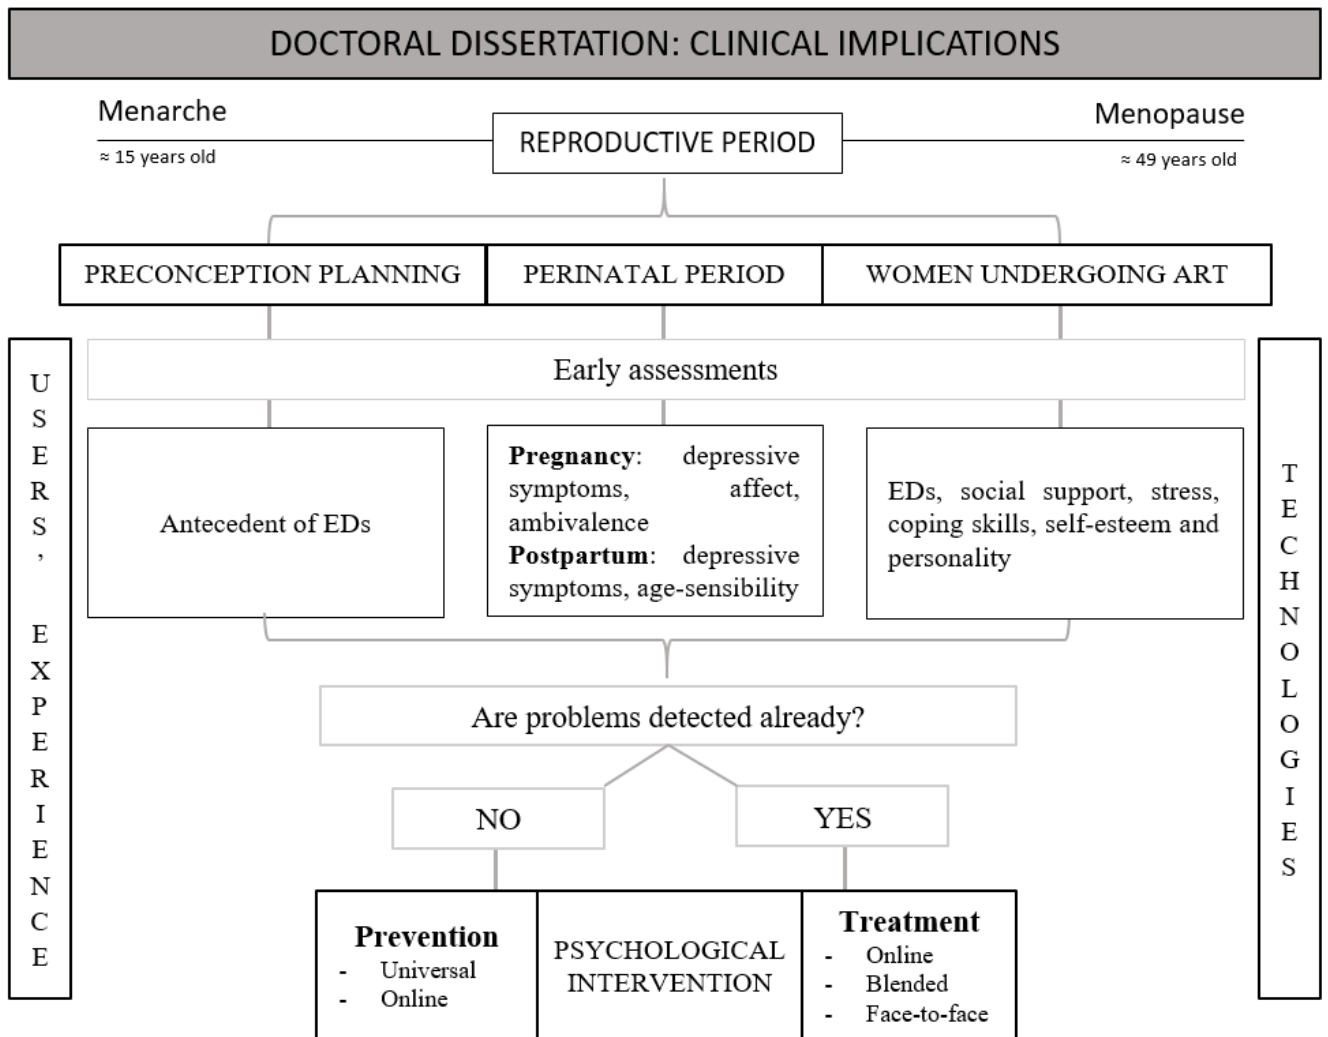 DOCTORAL DISSERTATION: CLINICAL IMPLICATIONS
Menarche
≈ 15 years old
REPRODUCTIVE PERIOD
Menopause
≈ 49 years old
PRECONCEPTION PLANNING
PERINATAL PERIOD
WOMEN UNDERGOING ART
USERS' EXPERIENCE
Early assessments
Antecedent of EDs
Pregnancy: depressive
symptoms, affect,
ambivalence
Postpartum: depressive
symptoms, age-sensibility
EDs, social support, stress,
coping skills, self-esteem and
personality
TECHNOLOGIES
Are problems detected already?
NO
YES
Prevention
- Universal
- Online
PSYCHOLOGICAL
INTERVENTION
Treatment
- Online
- Blended
- Face-to-face